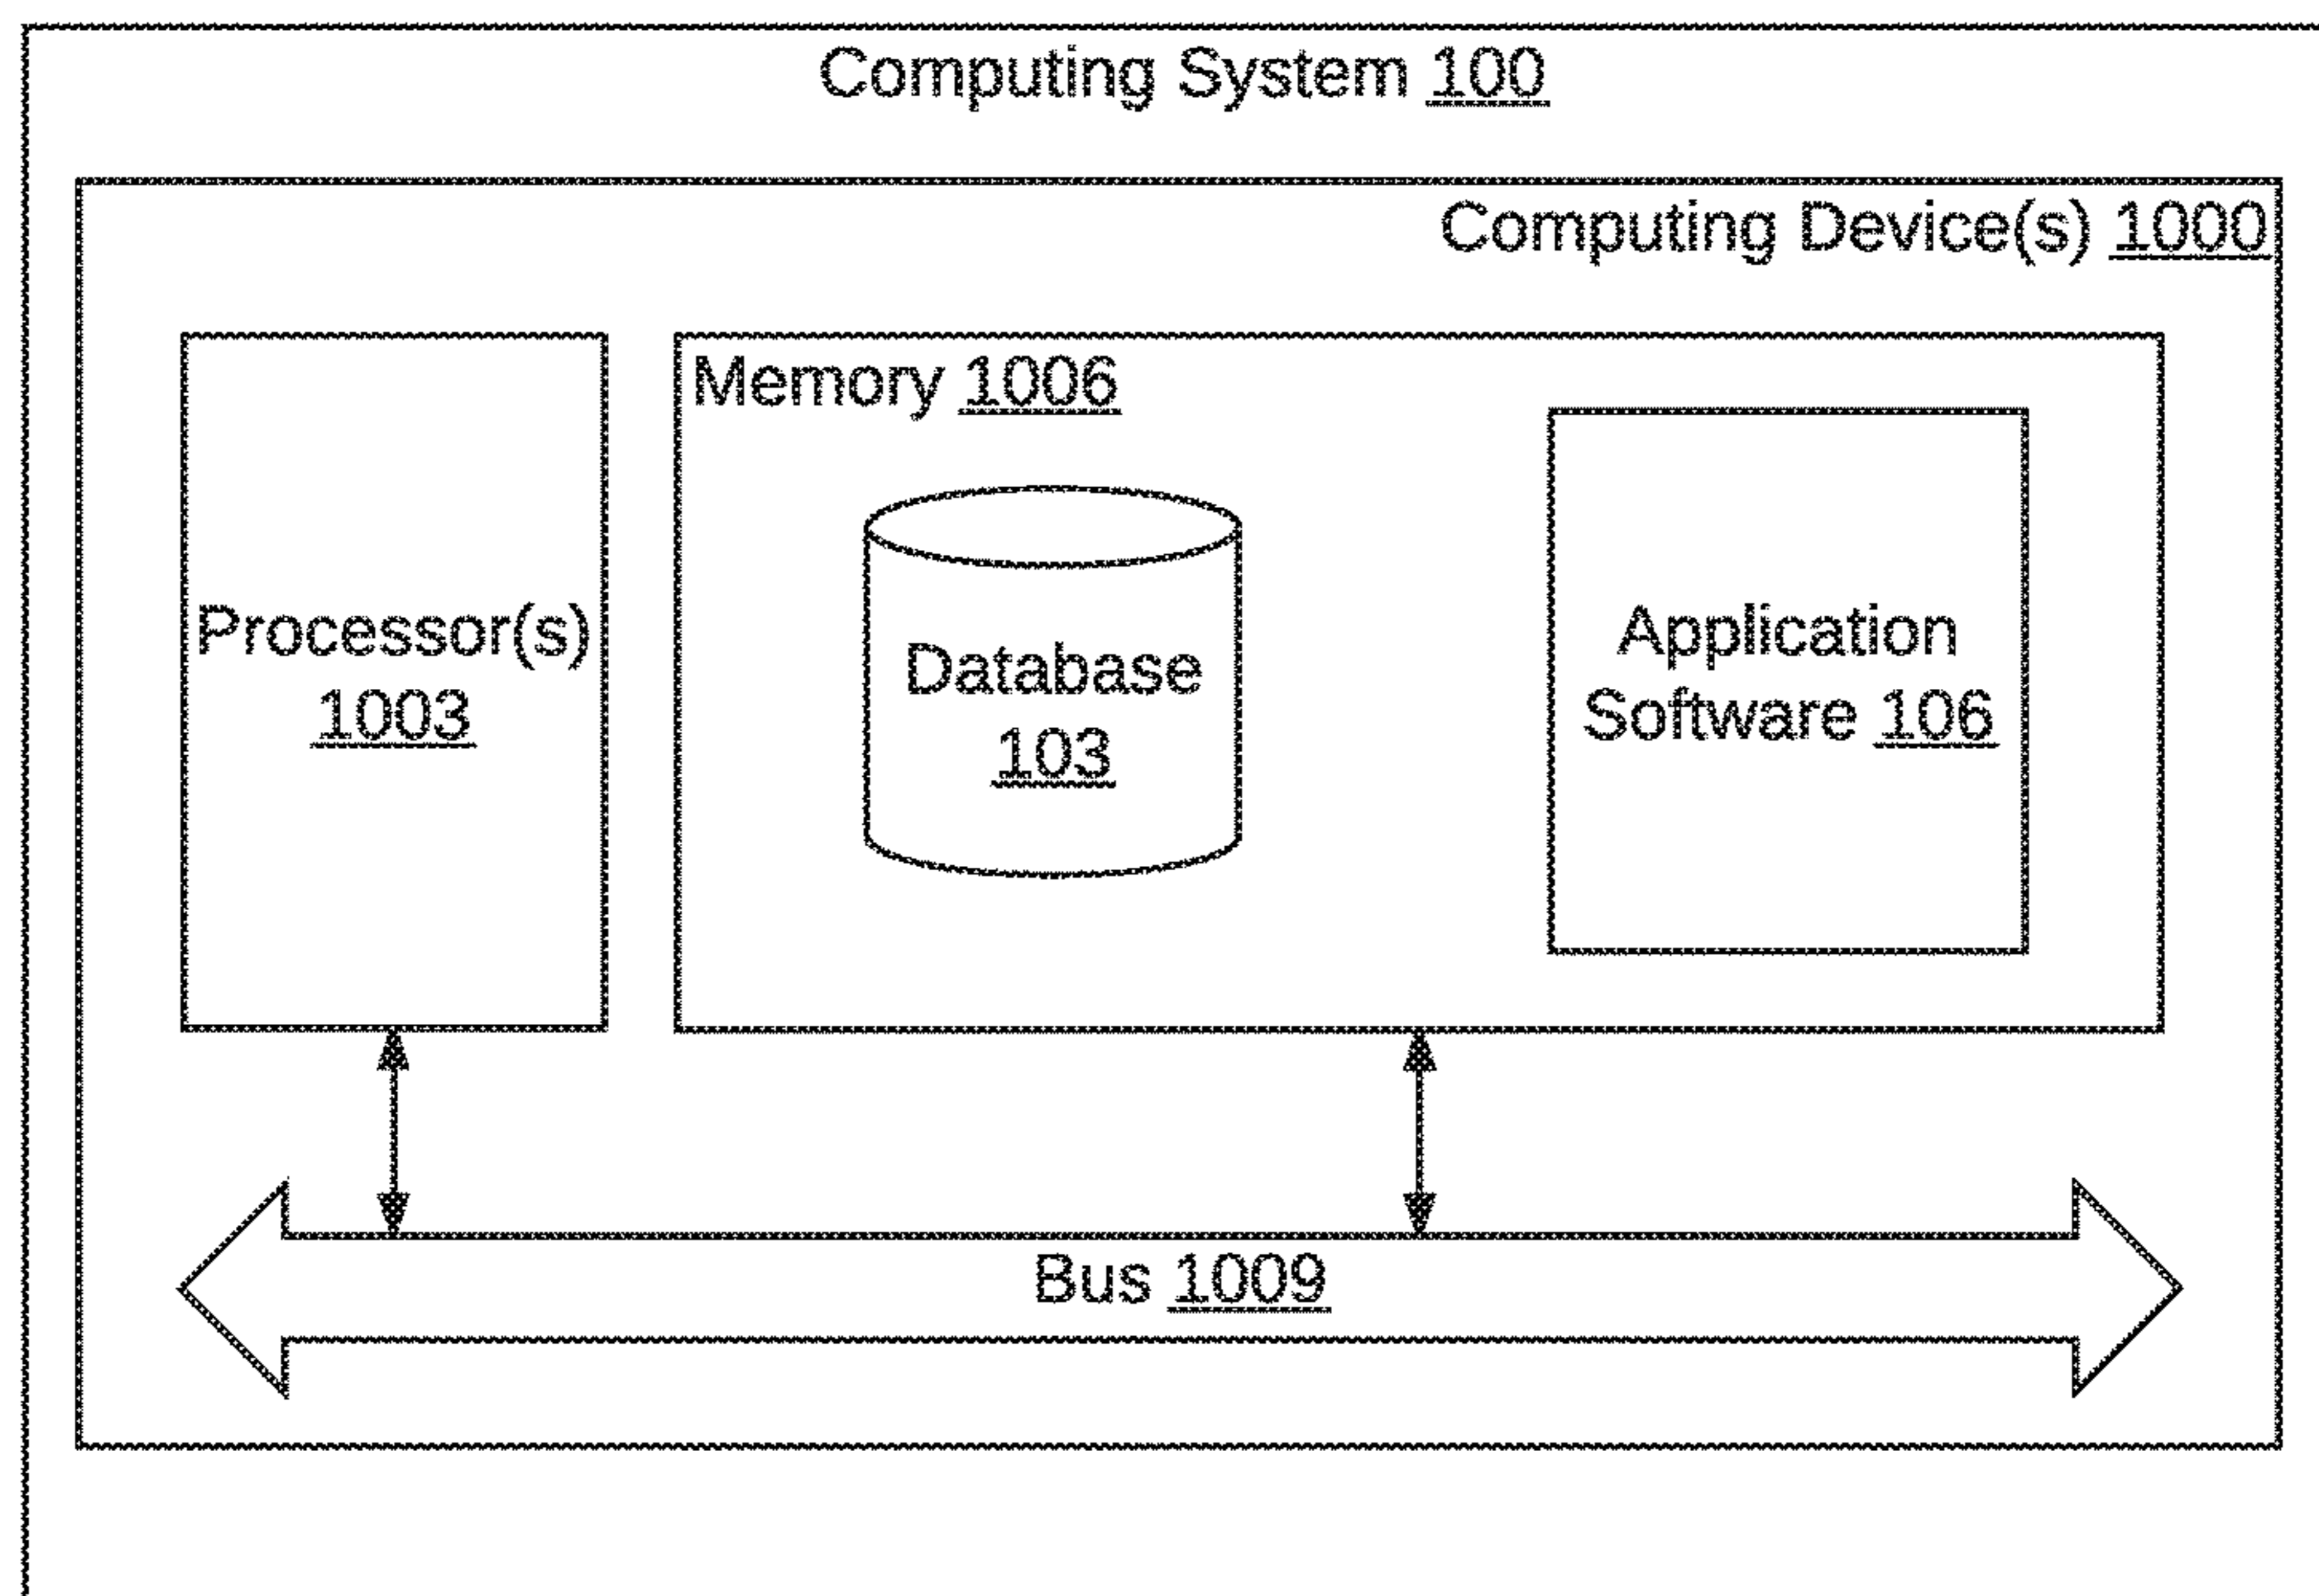 Computing System 100
Computing Device(s) 1000
Memory 1006
Processor(s)
1003
Database
103
Application
Software 106
Bus 1009